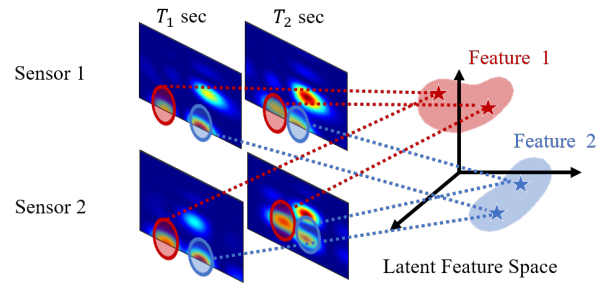 T₁ sec
T₂ sec
Sensor 1
Feature 1
Feature 2
Sensor 2
Latent Feature Space